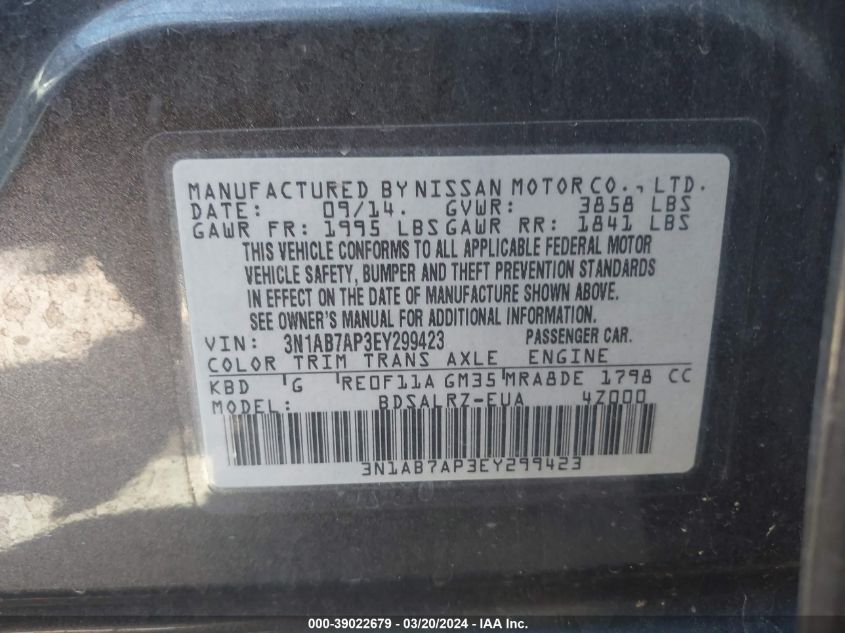 MANUFACTURED BY NISSAN MOTOR CO., LTD.
DATE: 09/14. GVWR: 3858 LBS
GAWR FR: 1995 LBS GAWR RR: 1841 LBS
THIS VEHICLE CONFORMS TO ALL APPLICABLE FEDERAL MOTOR
VEHICLE SAFETY, BUMPER AND THEFT PREVENTION STANDARDS
IN EFFECT ON THE DATE OF MANUFACTURE SHOWN ABOVE.
SEE OWNER'S MANUAL FOR ADDITIONAL INFORMATION.
VIN: 3N1AB7AP3EY299423 PASSENGER CAR.
COLOR TRIM TRANS AXLE ENGINE
KBD G RE0F11A GM35 MRA8DE 1798 CC
MODEL: BDSALRZ-EUA 4Z000
3N1AB7AP3EY299423
000-39022679 - 03/20/2024 - IAA Inc.